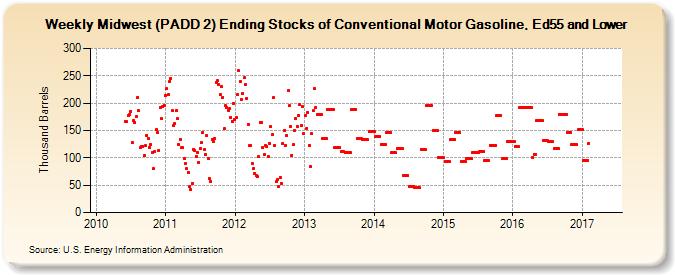 Weekly Midwest (PADD 2) Ending Stocks of Conventional Motor Gasoline, Ed55 and Lower
Thousand Barrels
300
250
200
150
100
50
0
2010 2011 2012 2013 2014 2015 2016 2017
Source: U.S. Energy Information Administration